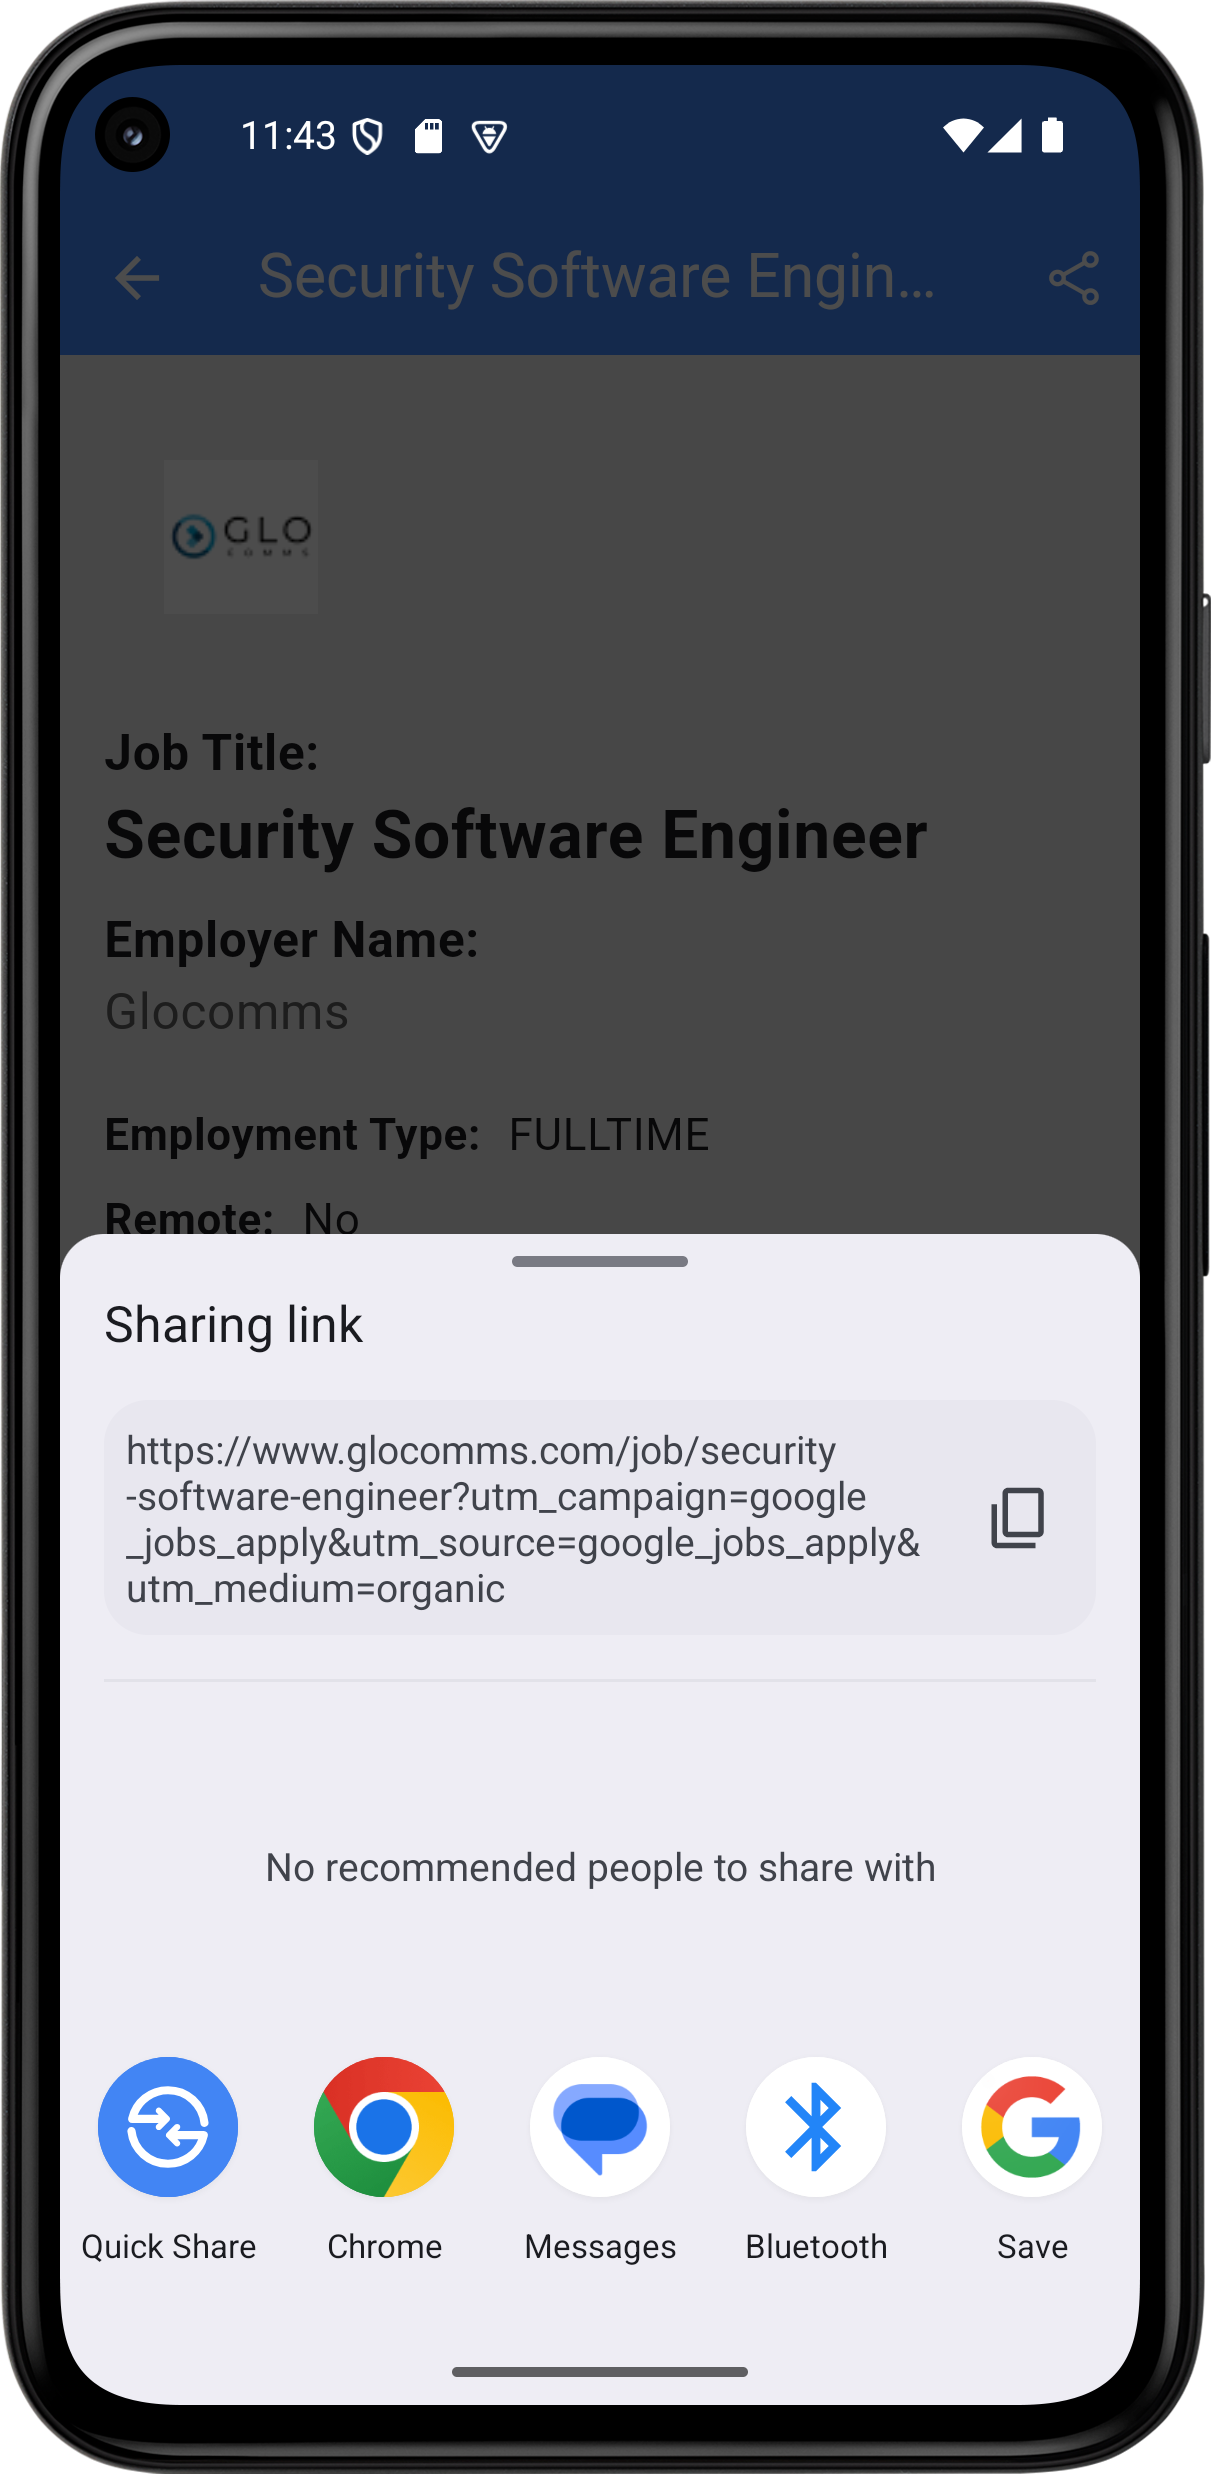 11:43
Security Software Engin...
GLO
COMMS
Job Title:
Security Software Engineer
Employer Name:
Glocomms
Employment Type: FULLTIME
Remote: No
Sharing link
https://www.glocomms.com/job/security
-software-engineer?utm_campaign=google
_jobs_apply&utm_source=google_jobs_apply&
utm_medium=organic
No recommended people to share with
Quick Share
Chrome
Messages
Bluetooth
Save